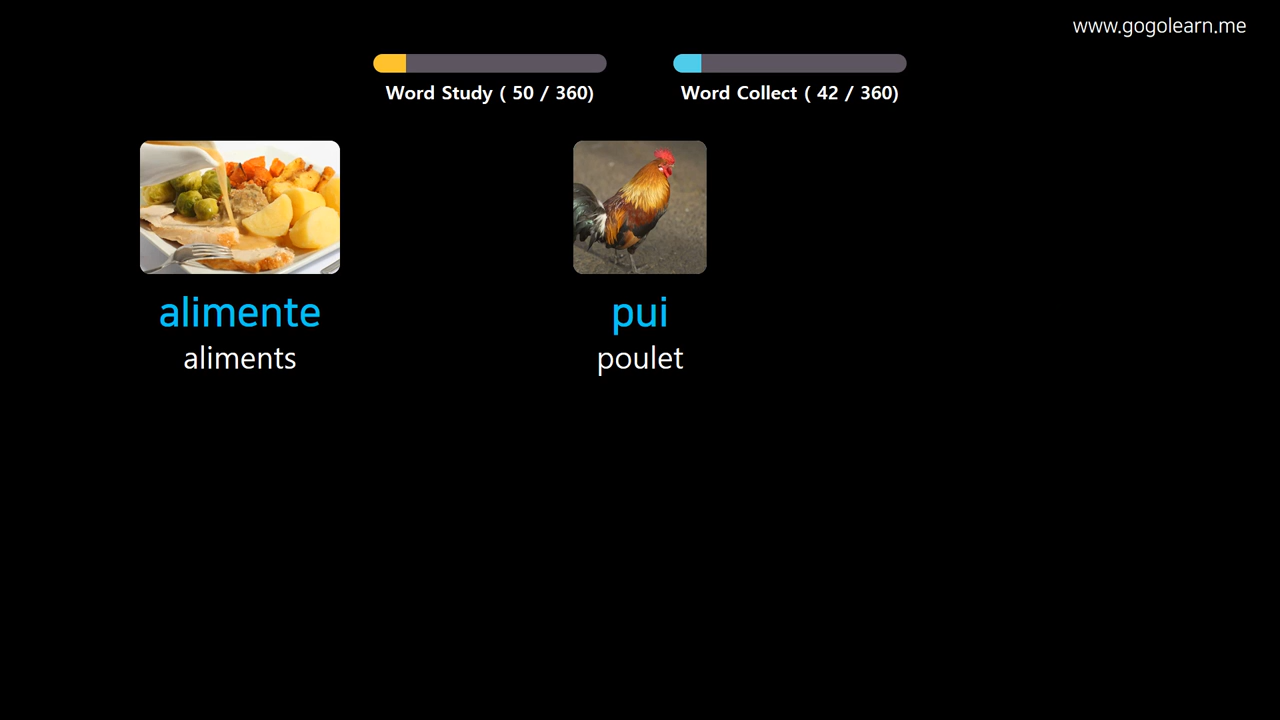 www.gogolearn.me
Word Study ( 50 / 360)
Word Collect ( 42 / 360)
alimente
aliments
pui
poulet